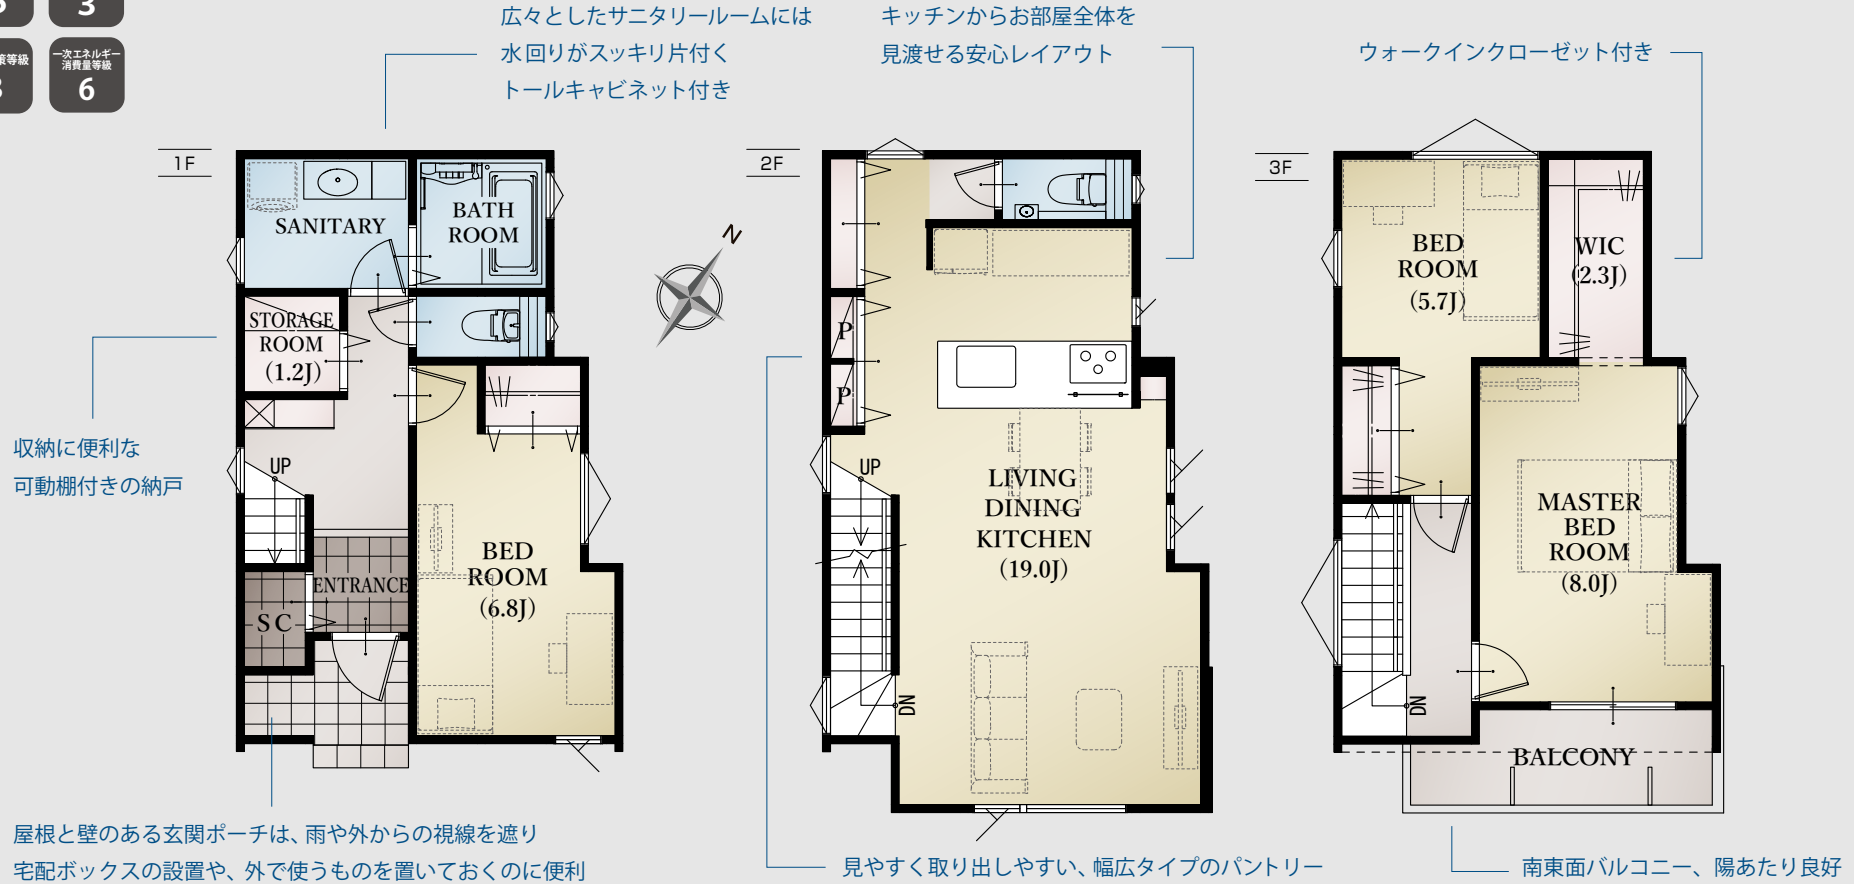 3
策等級
一次エネルギー
消費量等級
6
広々としたサニタリールームには
水回りがスッキリ片付く
トールキャビネット付き
キッチンからお部屋全体を
見渡せる安心レイアウト
ウォークインクローゼット付き
1F
SANITARY
BATH
ROOM
STORAGE
ROOM
(1.2J)
UP
BED
ROOM
(6.8J)
ENTRANCE
SC
N
2F
P
P
UP
LIVING
DINING
KITCHEN
(19.0J)
DN
3F
BED
ROOM
(5.7J)
WIC
(2.3J)
MASTER
BED
ROOM
(8.0J)
DN
BALCONY
収納に便利な
可動棚付きの納戸
屋根と壁のある玄関ポーチは、雨や外からの視線を遮り
宅配ボックスの設置や、外で使うものを置いておくのに便利
見やすく取り出しやすい、幅広タイプのパントリー
南東面バルコニー、陽あたり良好